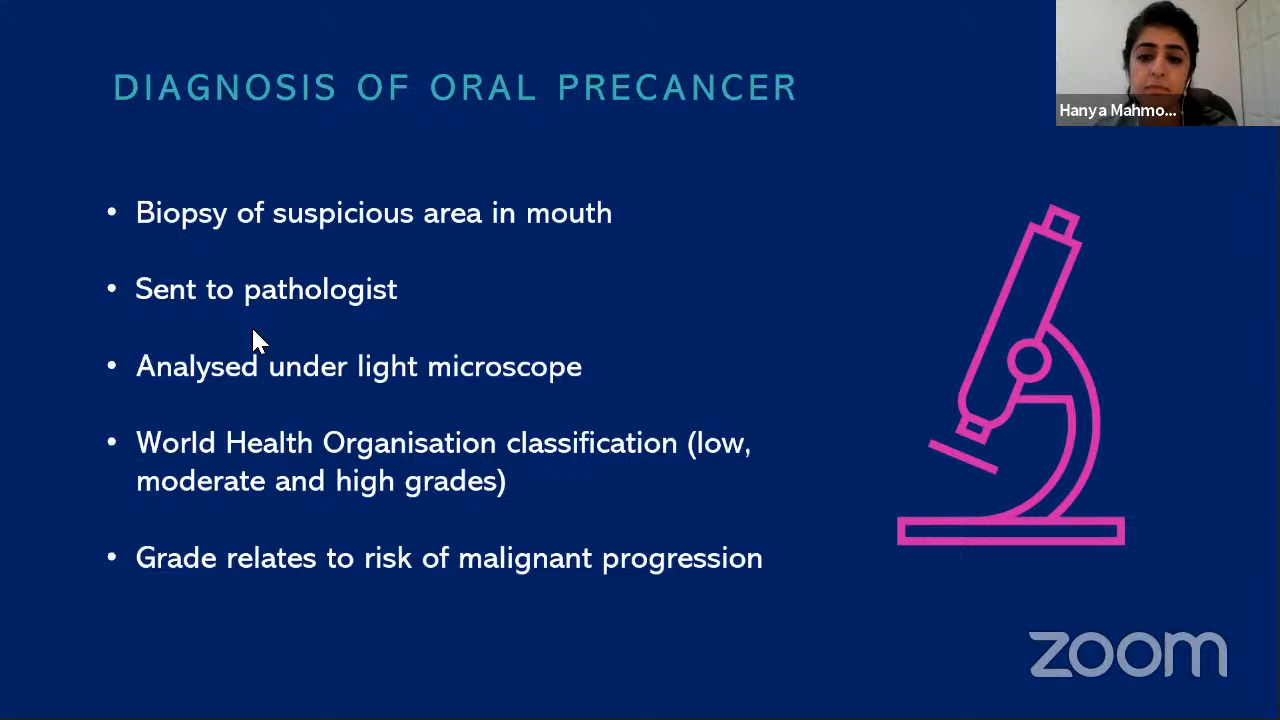 DIAGNOSIS OF ORAL PRECANCER
Hanya Mahmo...
• Biopsy of suspicious area in mouth
• Sent to pathologist
• Analysed under light microscope
• World Health Organisation classification (low,
moderate and high grades)
• Grade relates to risk of malignant progression
zoom